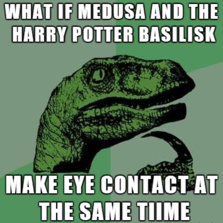 WHAT IF MEDUSA AND THE
HARRY POTTER BASILISK
MAKE EYE CONTACT AT
THE SAME TIIME